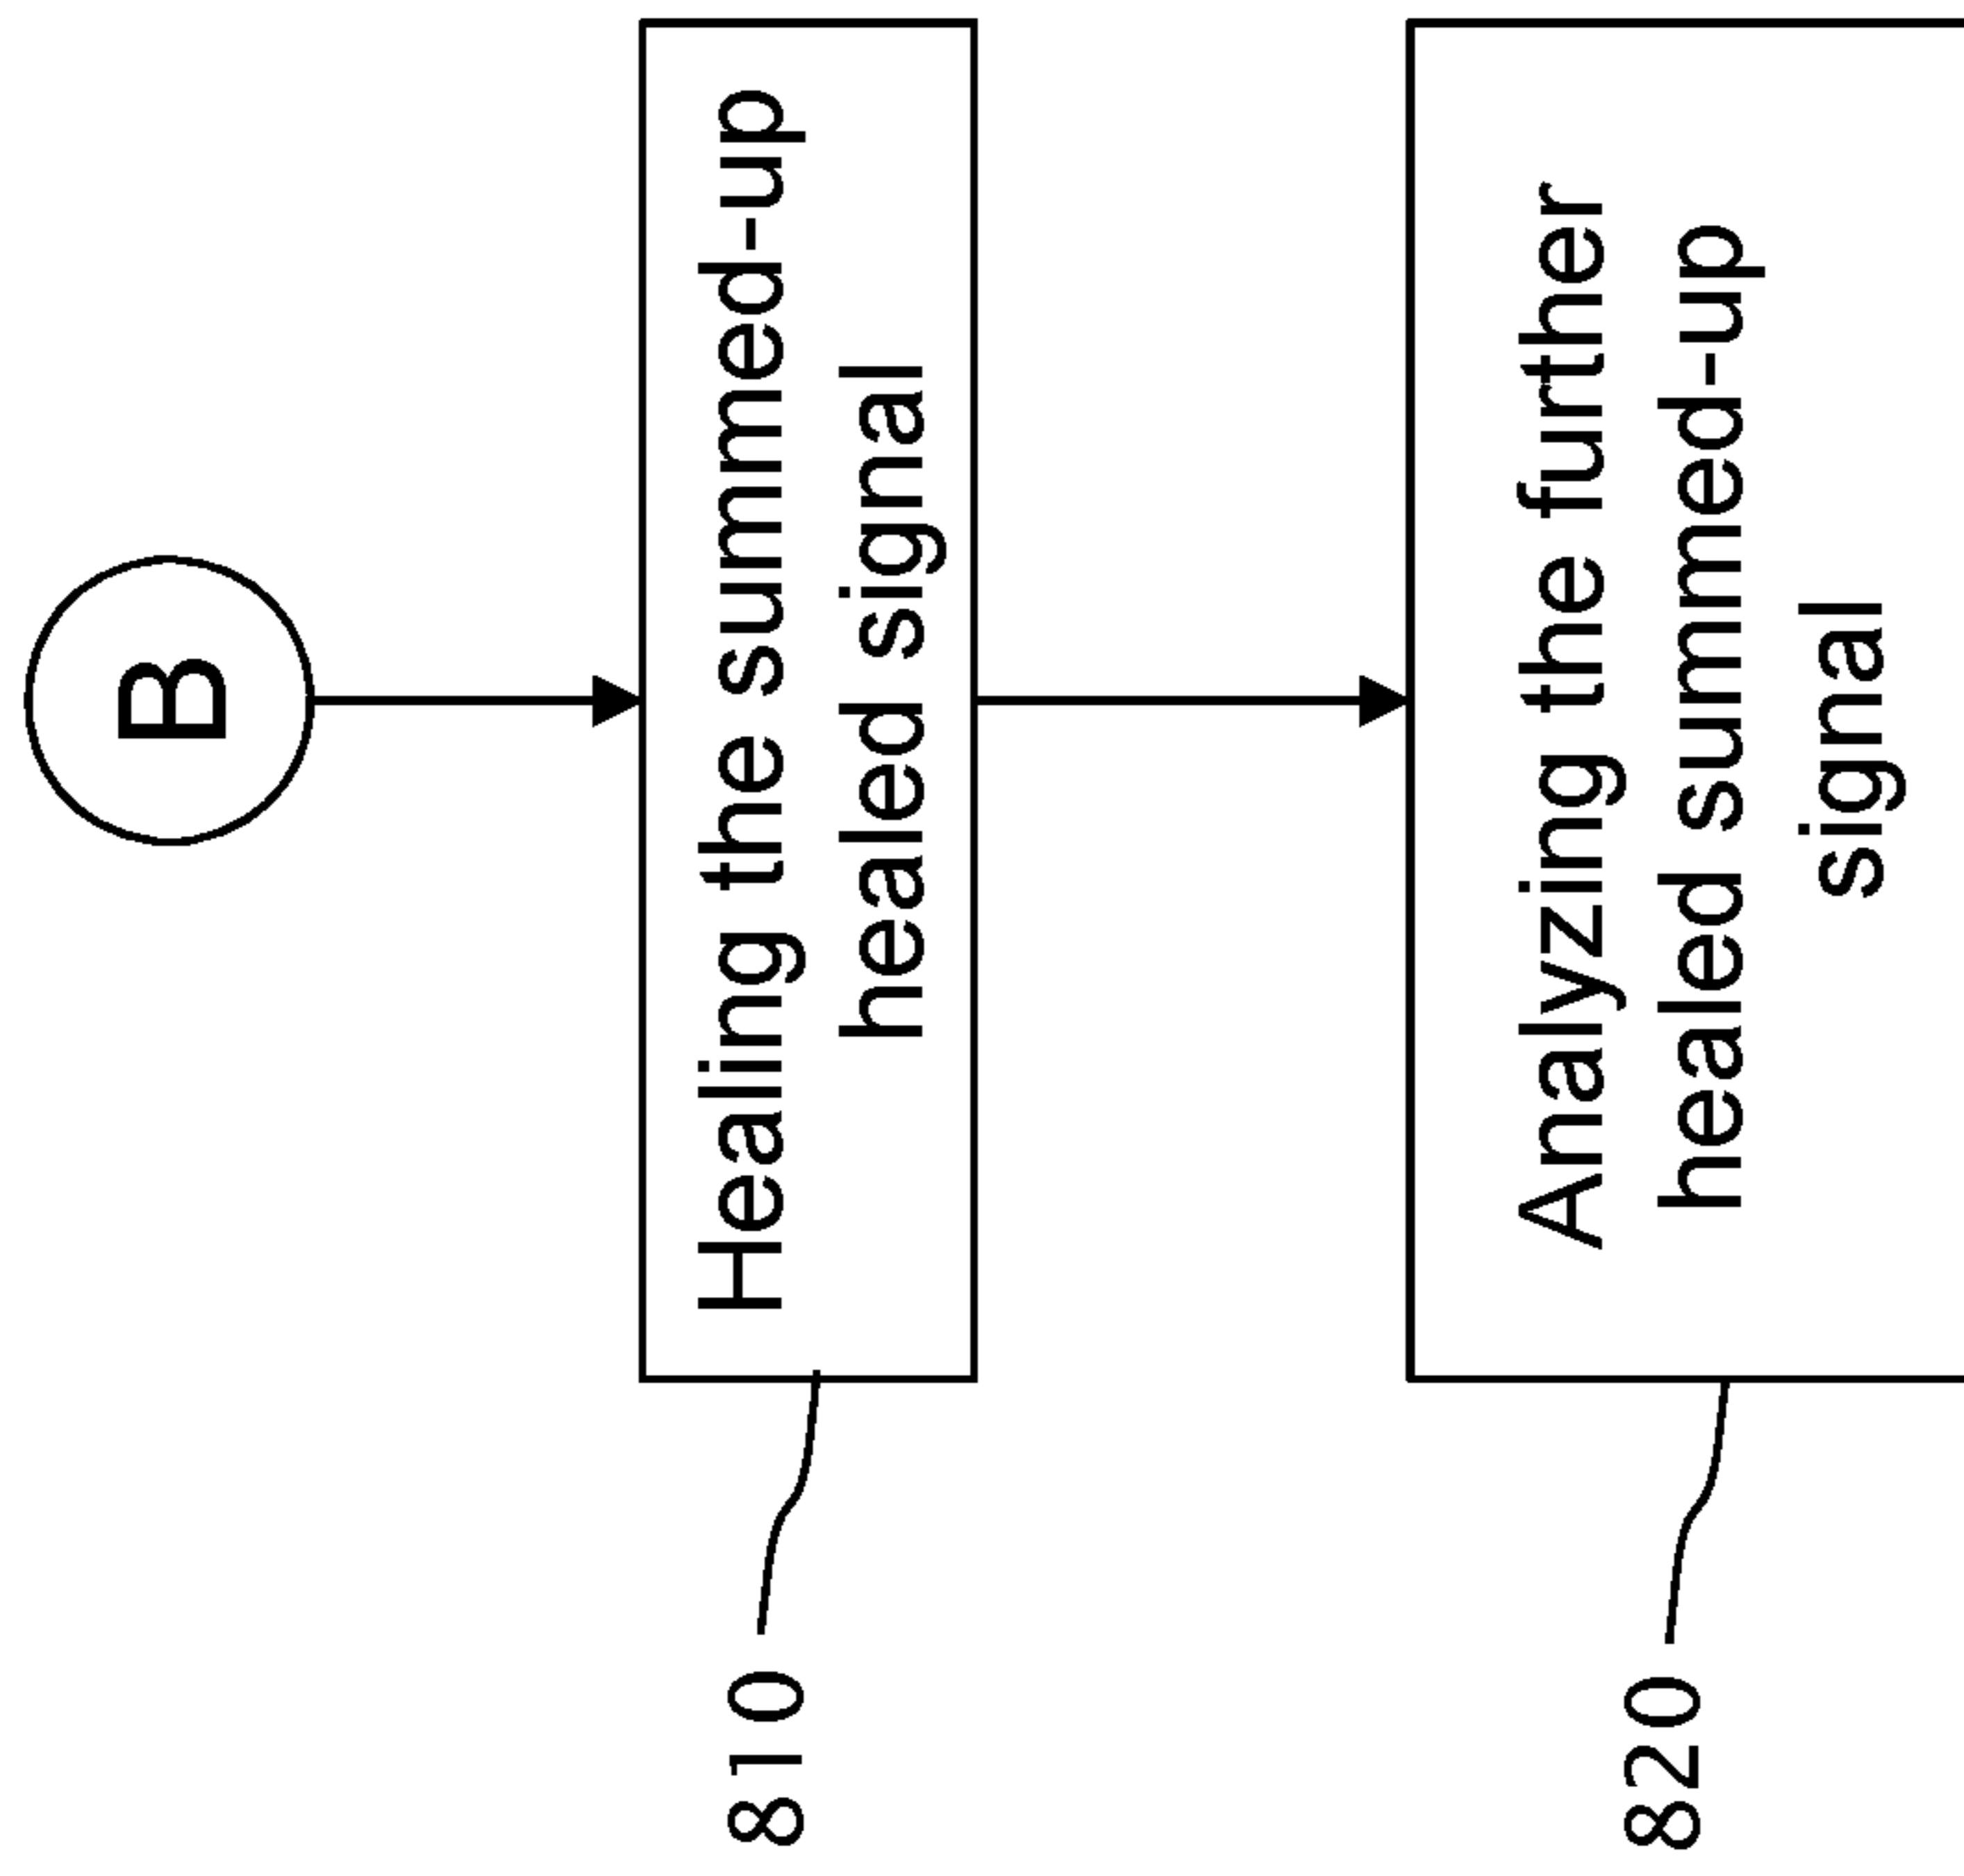 B
810
Healing the summed-up
healed signal
820
Analyzing the further
healed summed-up
signal